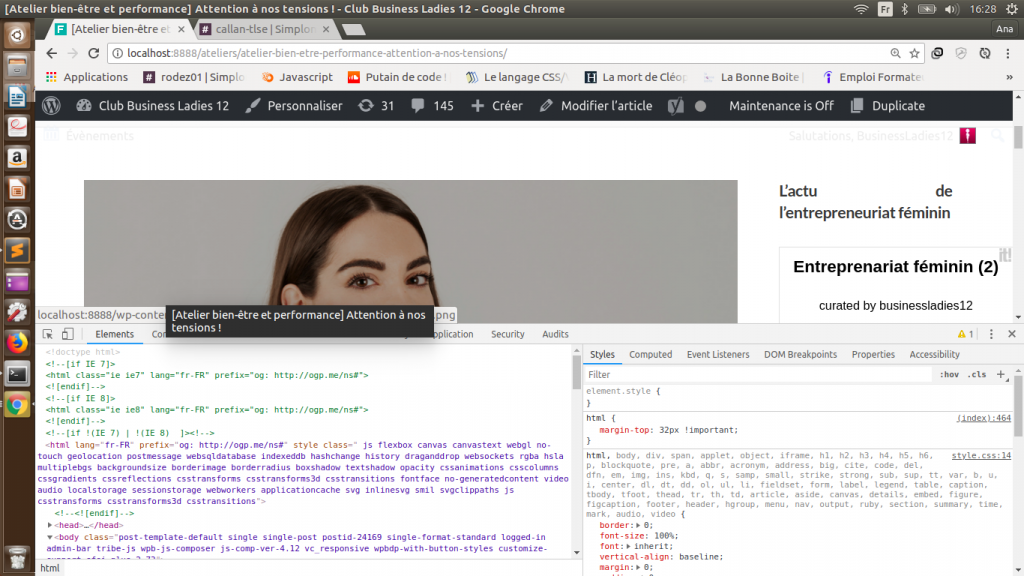 [Atelier bien-être et performance] Attention à nos tensions ! - Club Business Ladies 12 - Google Chrome
Fr
16:28
[Atelier bien-être et
callan-tlse | Simplon
Ana
localhost:8888/ateliers/atelier-bien-etre-performance-attention-a-nos-tensions/
Applications
rodez01 | Simplo
Javascript
Putain de code !
Le langage CSS/
La mort de Cléop
La Bonne Boite
Emploi Formate
»
Club Business Ladies 12
Personnaliser
31
145
Créer
Modifier l'article
Maintenance is Off
Duplicate
Évènements
Salutations, BusinessLadies12
L'actu de
l'entrepreneuriat féminin
it!
Entreprenariat féminin (2)
curated by businessladies12
localhost:8888/wp-conte
.png
[Atelier bien-être et performance] Attention à nos
tensions !
Elements
Co
pplication
Security
Audits
1
<!doctype html>
<!--[if IE 7]>
<html class="ie ie7" lang="fr-FR" prefix="og: http://ogp.me/ns#">
<![endif]-->
<!--[if IE 8]>
<html class="ie ie8" lang="fr-FR" prefix="og: http://ogp.me/ns#">
<![endif]-->
<!--[if !(IE 7) | !(IE 8)  ]><!-->
<html lang="fr-FR" prefix="og: http://ogp.me/ns#" style class=" js flexbox canvas canvastext webgl no-
touch geolocation postmessage websqldatabase indexeddb hashchange history draganddrop websockets rgba hsla
multiplebgs backgroundsize borderimage borderradius boxshadow textshadow opacity cssanimations csscolumns
cssgradients cssreflections csstransforms csstransforms3d csstransitions fontface no-generatedcontent video
audio localstorage sessionstorage webworkers applicationcache svg inlinesvg smil svgclippaths js
csstransforms csstransforms3d csstransitions">
<!--<![endif]-->
<head>…</head>
<body class="post-template-default single single-post postid-24169 single-format-standard logged-in
admin-bar tribe-js wpb-js-composer js-comp-ver-4.12 vc_responsive wpbdp-with-button-styles customize-
html
Styles
Computed
Event Listeners
DOM Breakpoints
Properties
Accessibility
Filter
:hov .cls +
element.style {
}
html {
(index):464
margin-top: 32px !important;
}
html, body, div, span, applet, object, iframe, h1, h2, h3, h4, h5, h6,
style.css:14
p, blockquote, pre, a, abbr, acronym, address, big, cite, code, del,
dfn, em, img, ins, kbd, q, s, samp, small, strike, strong, sub, sup, tt, var, b, u,
i, center, dl, dt, dd, ol, ul, li, fieldset, form, label, legend, table, caption,
tbody, tfoot, thead, tr, th, td, article, aside, canvas, details, embed, figure,
figcaption, footer, header, hgroup, menu, nav, output, ruby, section, summary, time,
mark, audio, video {
border: 0;
font-size: 100%;
font: inherit;
vertical-align: baseline;
margin: 0;